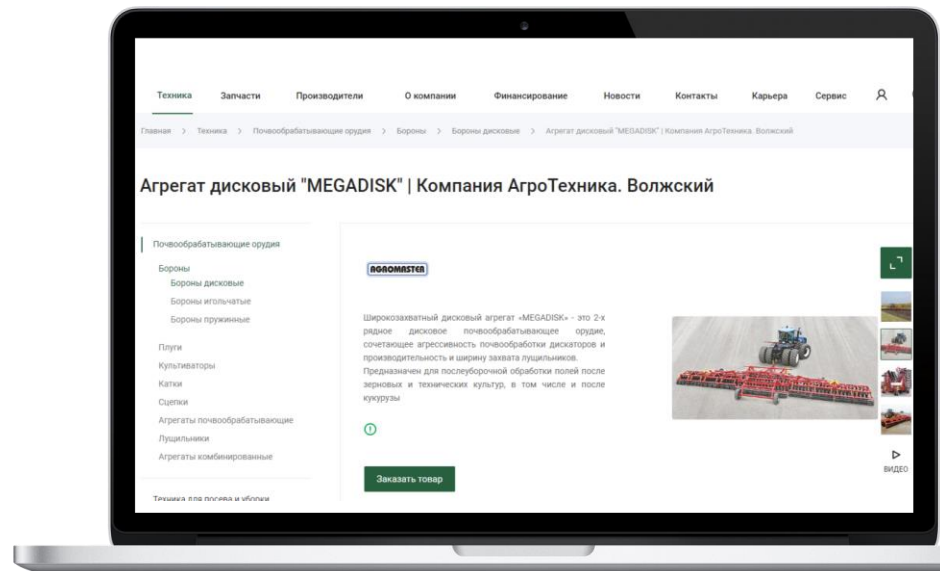 Техника Запчасти Производители О компании Финансирование Новости Контакты Карьера Сервис
Главная > Техника > Почвообрабатывающие орудия > Бороны > Бороны дисковые > Агрегат дисковый "MEGADISK" | Компания АгроТехника. Волжский
Агрегат дисковый "MEGADISK" | Компания АгроТехника. Волжский
Почвообрабатывающие орудия
Бороны
Бороны дисковые
Бороны игольчатые
Бороны пружинные
Плуги
Культиваторы
Катки
Сцепки
Агрегаты почвообрабатывающие
Лущильники
Агрегаты комбинированные
Техника для посева и уборки
AGROMASTER
Широкозахватный дисковый агрегат «MEGADISK» - это 2-х
рядное дисковое почвообрабатывающее орудие,
сочетающее агрессивность почвообработки дискаторов и
производительность и ширину захвата лущильников.
Предназначен для послеуборочной обработки полей после
зерновых и технических культур, в том числе и после
кукурузы
Заказать товар
ВИДЕО